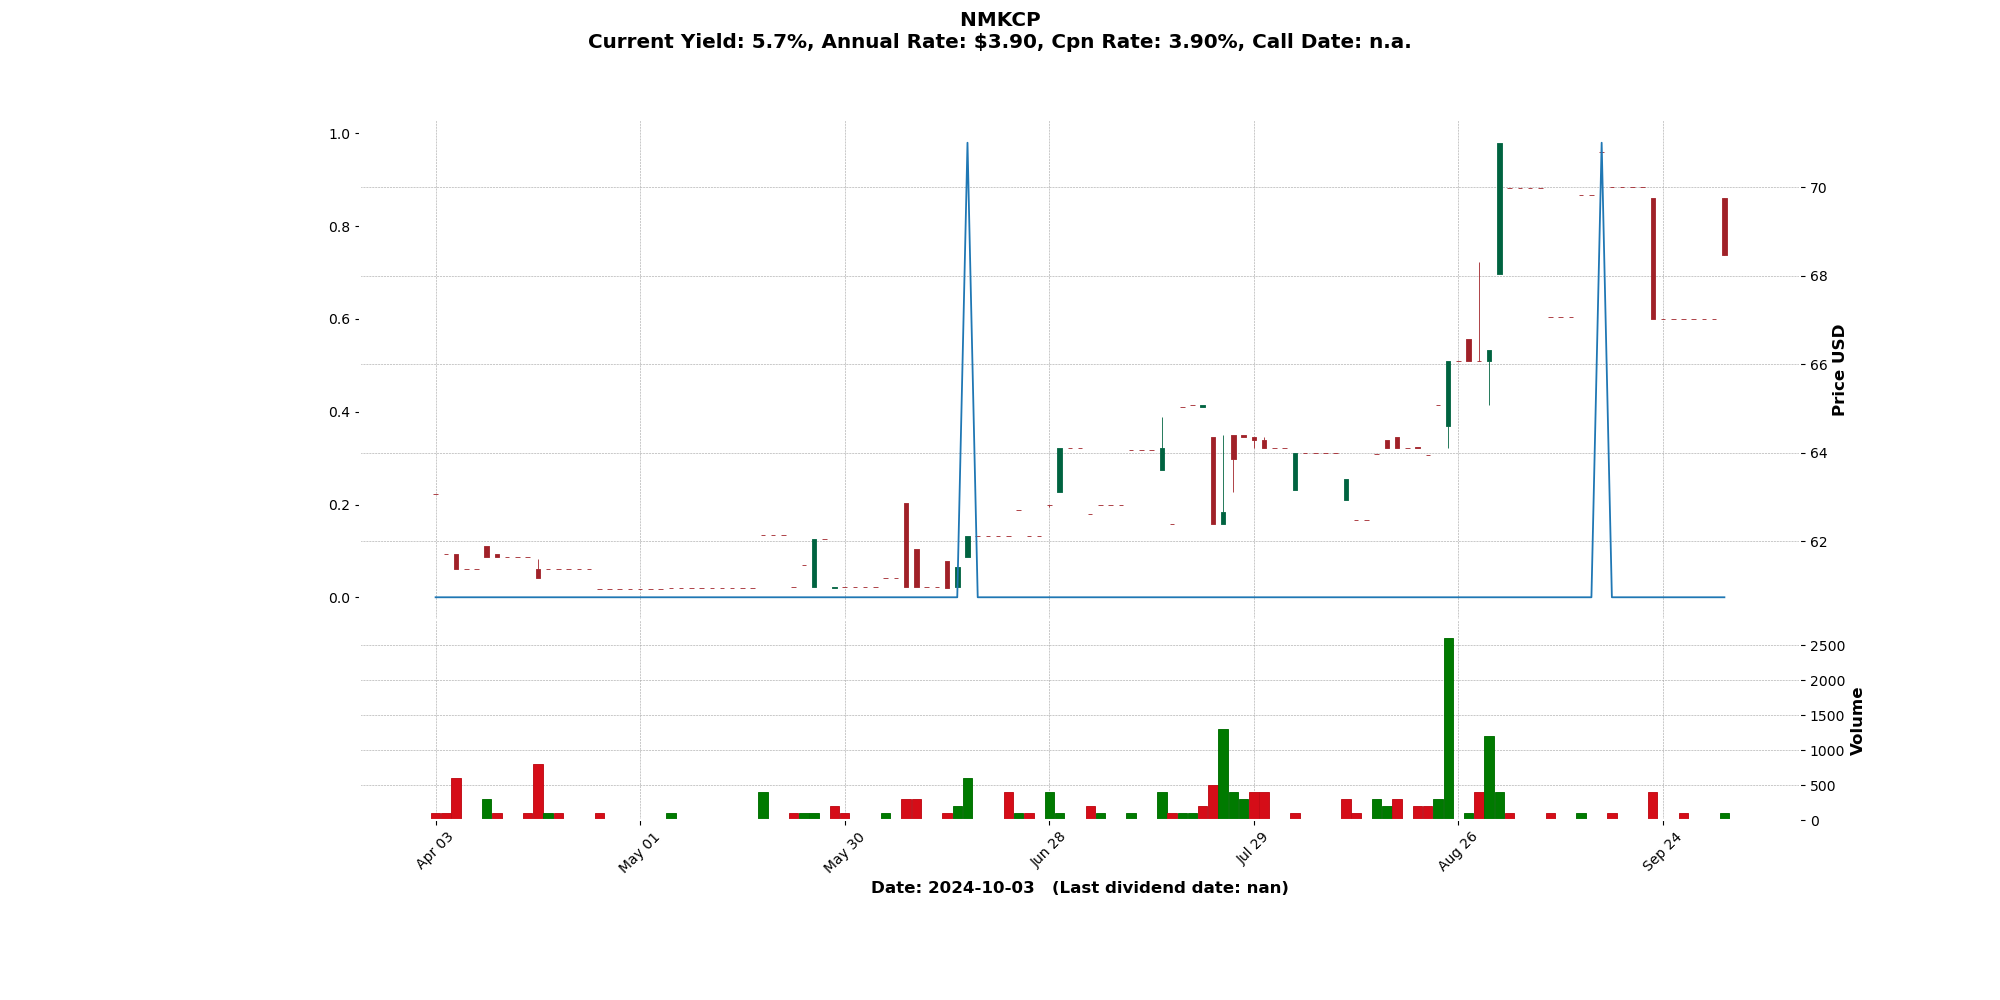 NMKCP
Current Yield: 5.7%, Annual Rate: $3.90, Cpn Rate: 3.90%, Call Date: n.a.
1.0
0.8
0.6
0.4
0.2
0.0
70
68
66
64
62
Price USD
2500
2000
1500
1000
500
0
Volume
Apr 03
May 01
May 30
Jun 28
Jul 29
Aug 26
Sep 24
Date: 2024-10-03   (Last dividend date: nan)